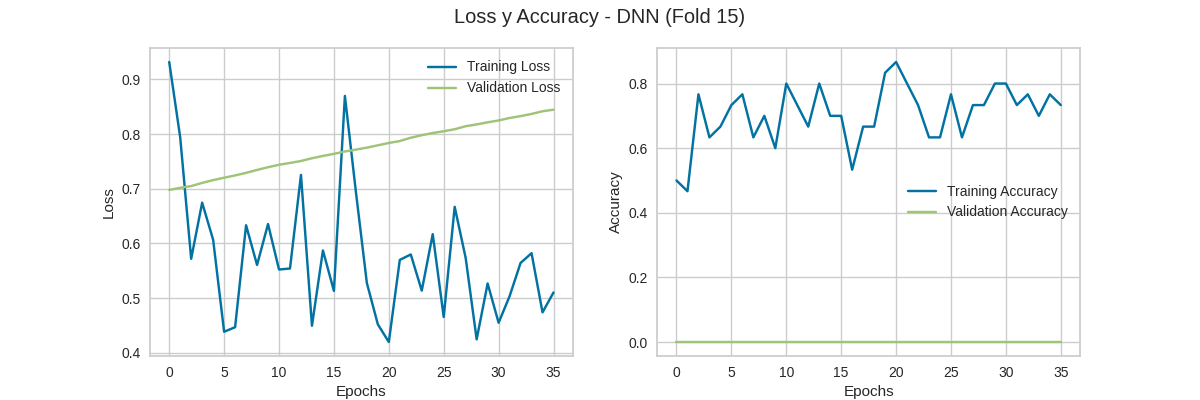 Loss y Accuracy - DNN (Fold 15)
Loss
0.9
0.8
0.7
0.6
0.5
0.4
Training Loss
Validation Loss
0 5 10 15 20 25 30 35
Epochs
Accuracy
0.8
0.6
0.4
0.2
0.0
Training Accuracy
Validation Accuracy
0 5 10 15 20 25 30 35
Epochs